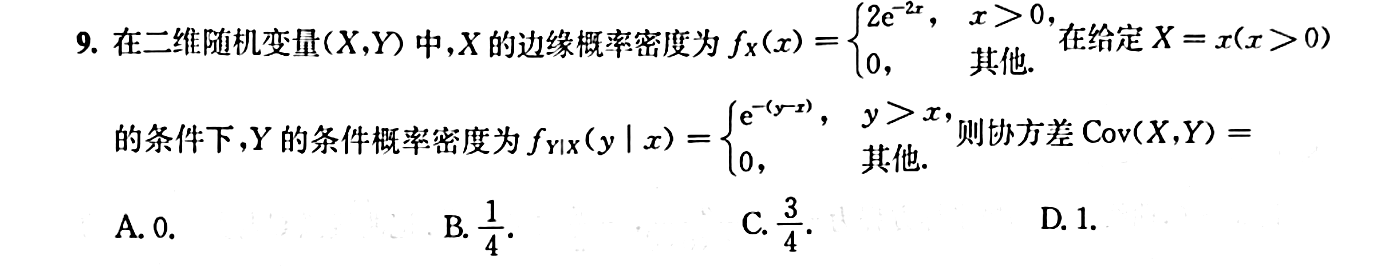 9. 在二维随机变量(X,Y) 中,X 的边缘概率密度为 f_X(x) = {2e^{-2x}, x > 0, 0, 其他. 在给定 X = x(x > 0)
的条件下,Y 的条件概率密度为 f_{Y|X}(y | x) = {e^{-(y-x)}, y > x, 0, 其他. 则协方差 Cov(X,Y) =
A. 0. B. \frac{1}{4}. C. \frac{3}{4}. D. 1.